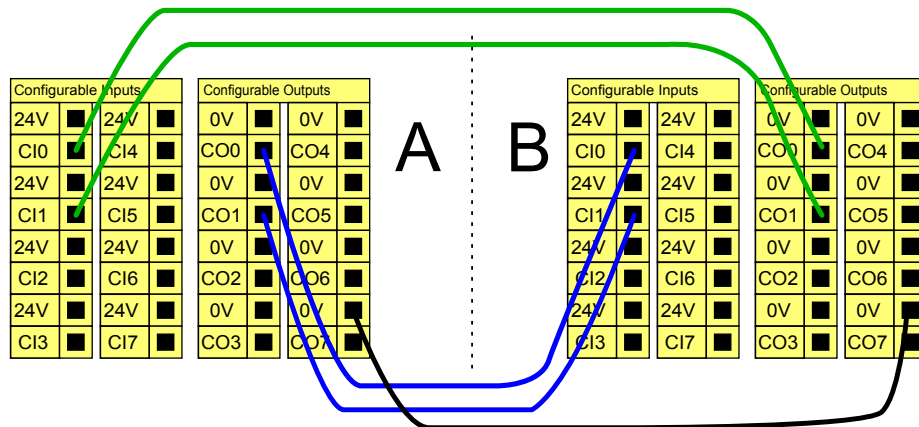 Configurable Inputs
24V 24V
CI0 CI4
24V 24V
CI1 CI5
24V 24V
CI2 CI6
24V 24V
CI3 CI7
Configurable Outputs
0V 0V
CO0 CO4
0V 0V
CO1 CO5
0V 0V
CO2 CO6
0V 0V
CO3 CO7
A
B
Configurable Inputs
24V 24V
CI0 CI4
24V 24V
CI1 CI5
24V 24V
CI2 CI6
24V 24V
CI3 CI7
Configurable Outputs
0V 0V
CO0 CO4
0V 0V
CO1 CO5
0V 0V
CO2 CO6
0V 0V
CO3 CO7